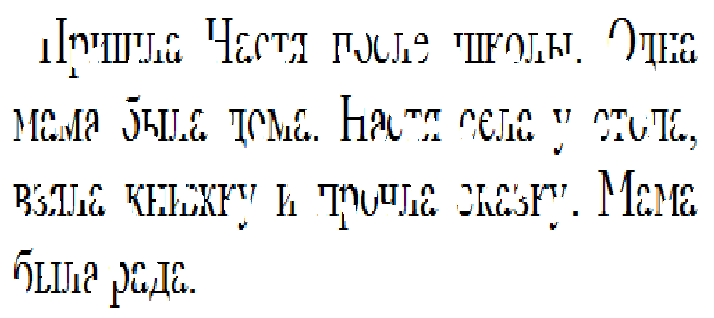 Пришла Настя после школы. Одна
мама была дома. Настя села у стола,
взяла книжку и прочла сказку. Мама
была рада.